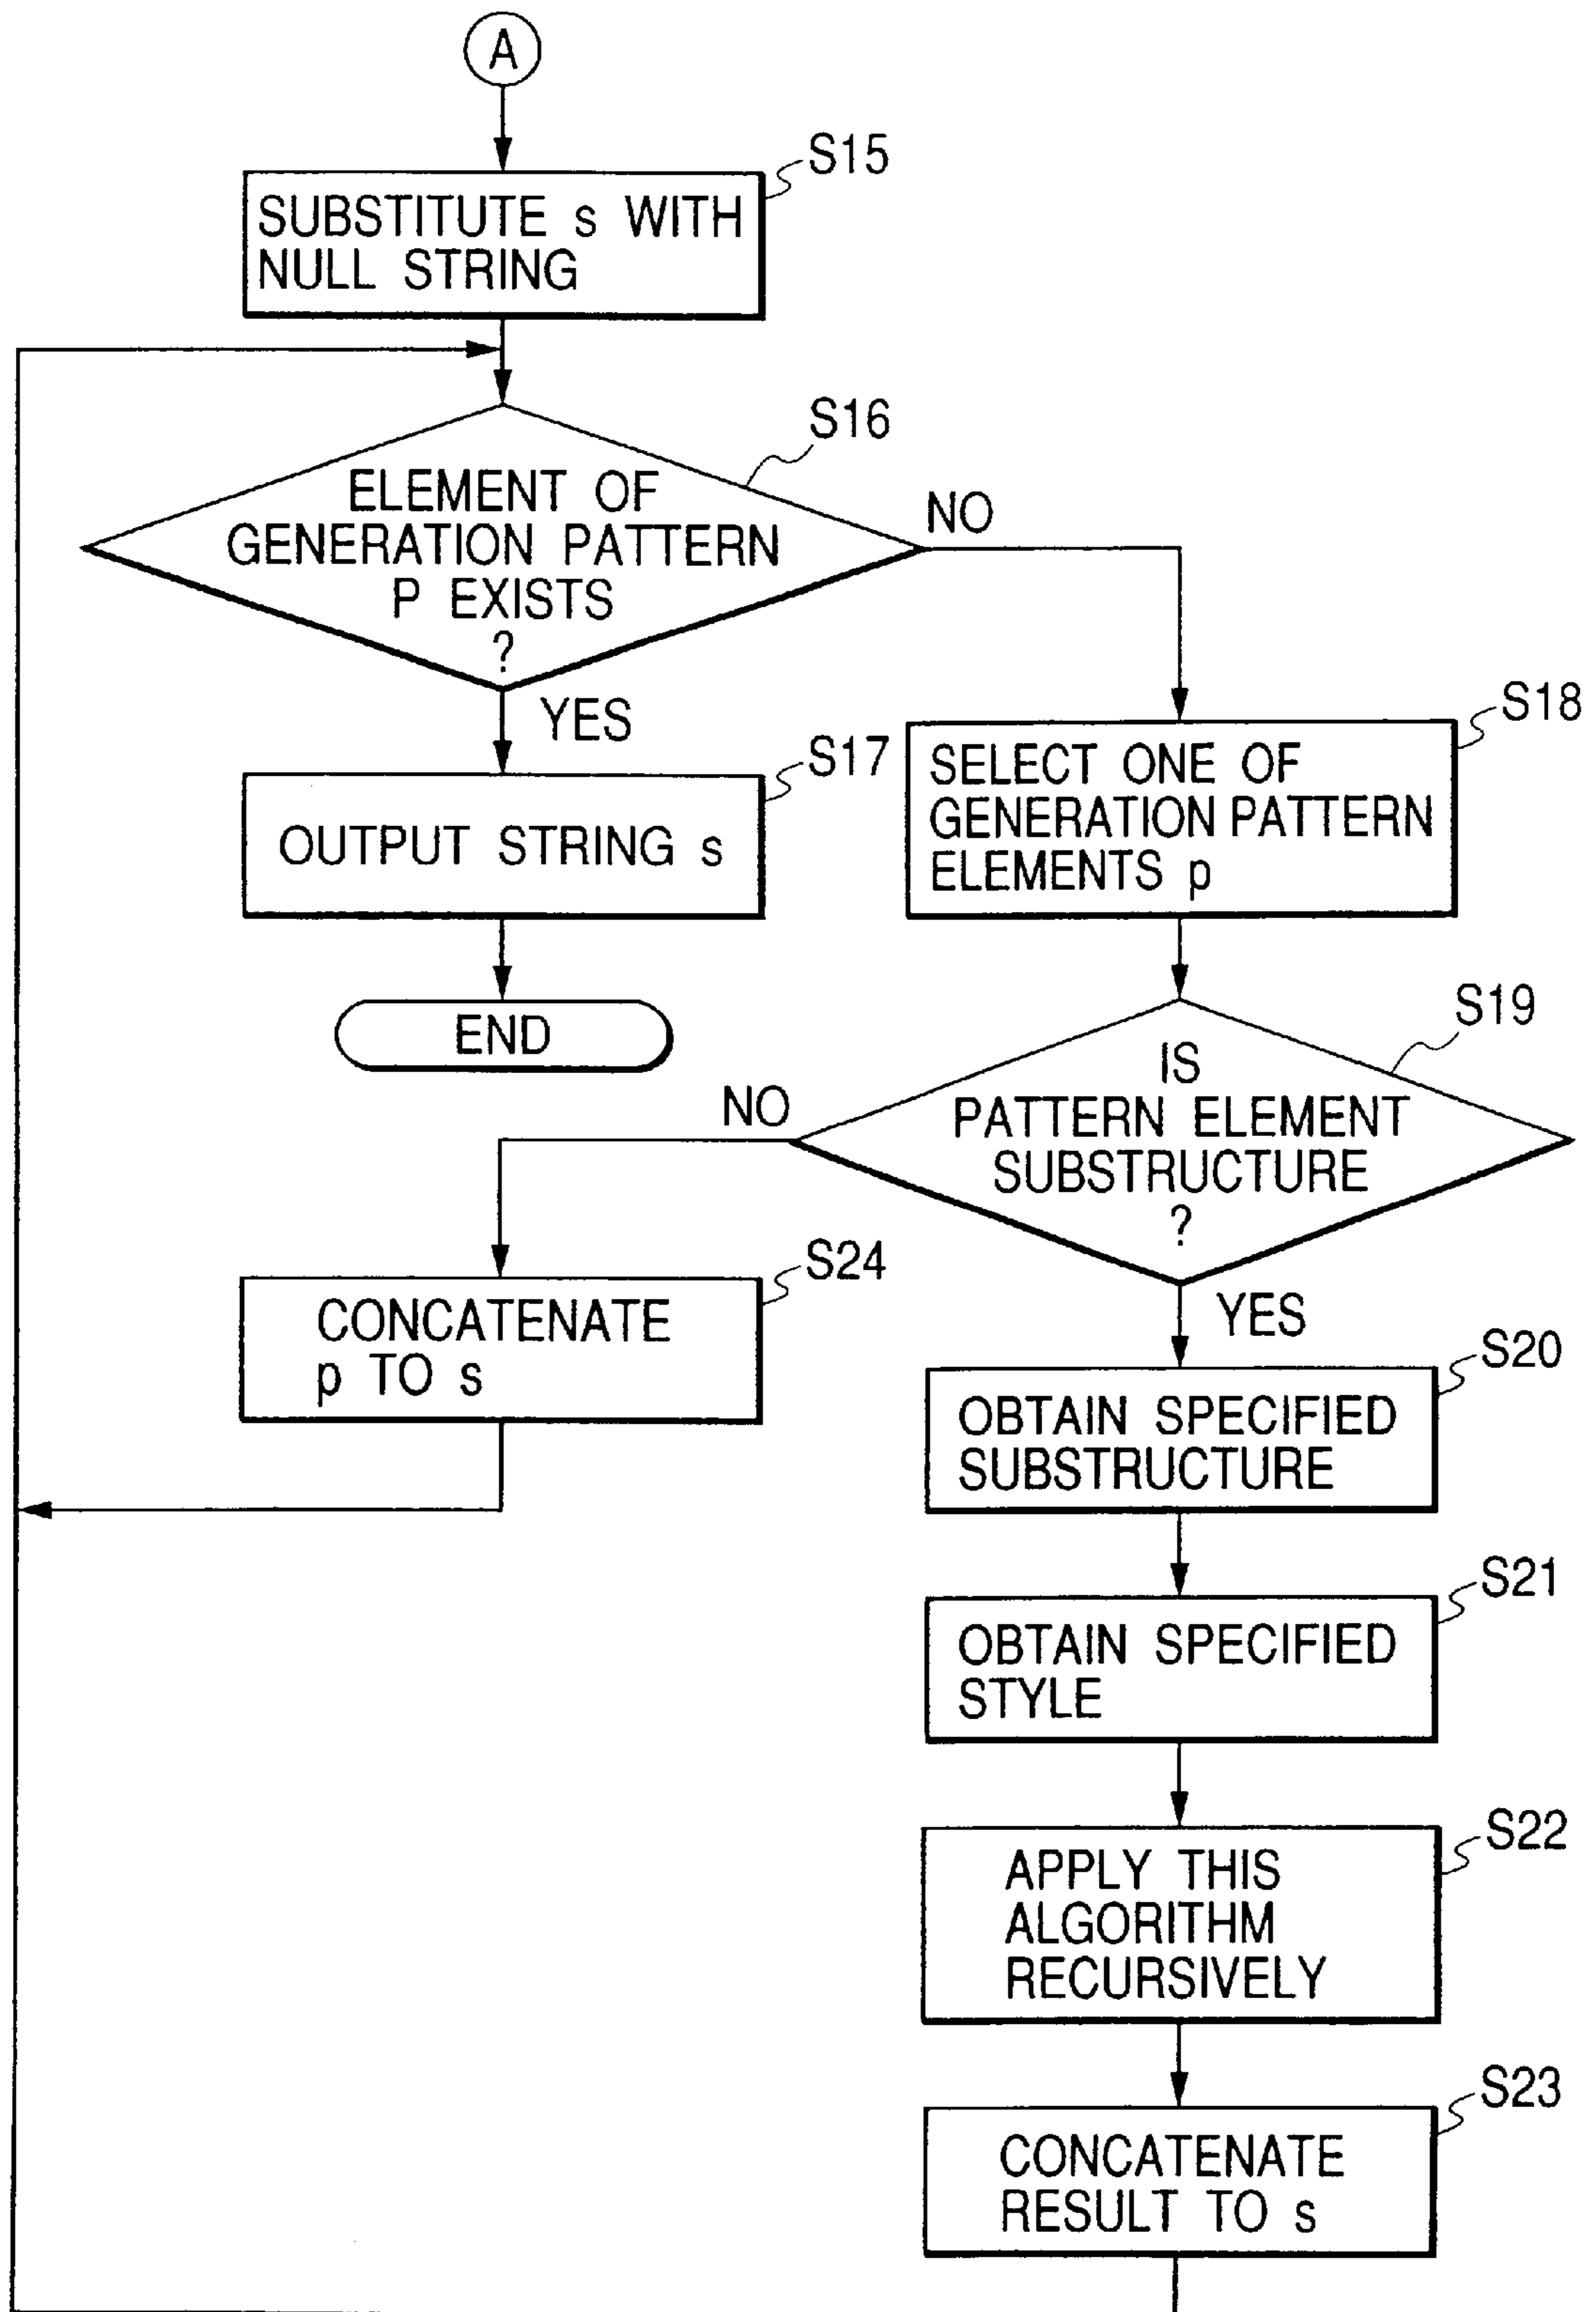 A
S15
SUBSTITUTE s WITH
NULL STRING
S16
ELEMENT OF
GENERATION PATTERN
P EXISTS
?
NO
YES
S17
OUTPUT STRING s
END
S18
SELECT ONE OF
GENERATION PATTERN
ELEMENTS p
S19
IS
PATTERN ELEMENT
SUBSTRUCTURE
?
NO
YES
S24
CONCATENATE
p TO s
S20
OBTAIN SPECIFIED
SUBSTRUCTURE
S21
OBTAIN SPECIFIED
STYLE
S22
APPLY THIS
ALGORITHM
RECURSIVELY
S23
CONCATENATE
RESULT TO s